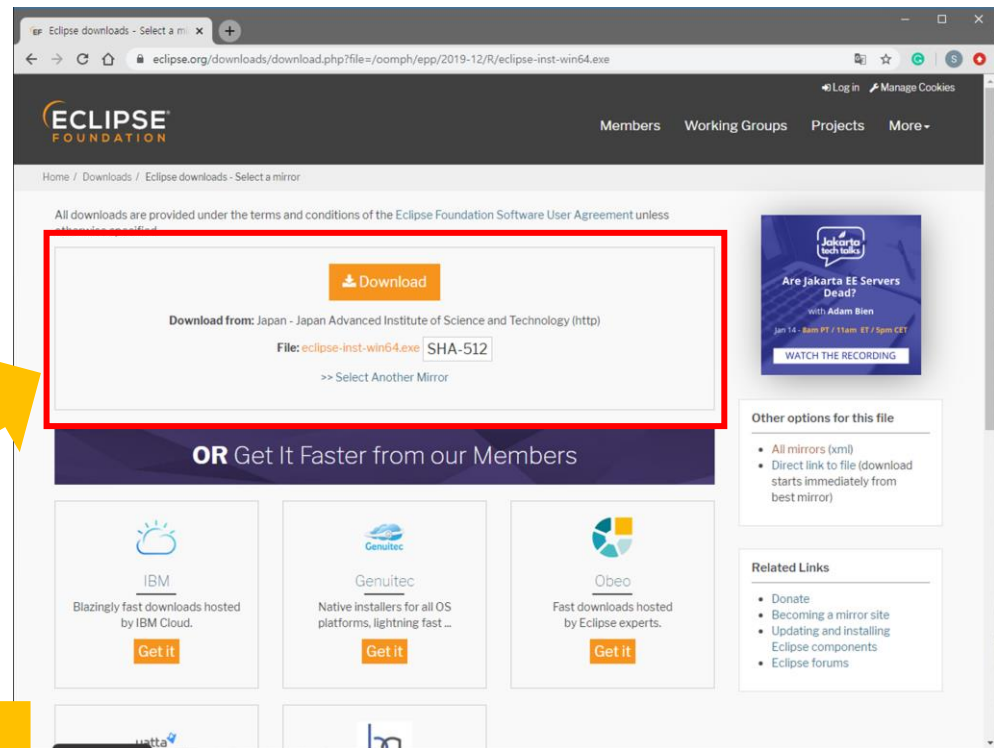 Eclipse downloads - Select a mi
eclipse.org/downloads/download.php?file=/oomph/epp/2019-12/R/eclipse-inst-win64.exe
S
Log in Manage Cookies
ECLIPSE
FOUNDATION
Members Working Groups Projects More
Home / Downloads / Eclipse downloads - Select a mirror
All downloads are provided under the terms and conditions of the Eclipse Foundation Software User Agreement unless
otherwise specified
Download
Download from: Japan - Japan Advanced Institute of Science and Technology (http)
File: eclipse-inst-win64.exe SHA-512
>> Select Another Mirror
Jakarta
tech talks
Are Jakarta EE Servers
Dead?
with Adam Bien
Jan 14 - 8am PT / 11am ET / 5pm CET
WATCH THE RECORDING
OR Get It Faster from our Members
IBM
Blazingly fast downloads hosted
by IBM Cloud.
Get it
Genuitec
Genuitec
Native installers for all OS
platforms, lightning fast ...
Get it
Obeo
Fast downloads hosted
by Eclipse experts.
Get it
Other options for this file
All mirrors (xml)
Direct link to file (download
starts immediately from
best mirror)
Related Links
Donate
Becoming a mirror site
Updating and installing
Eclipse components
Eclipse forums